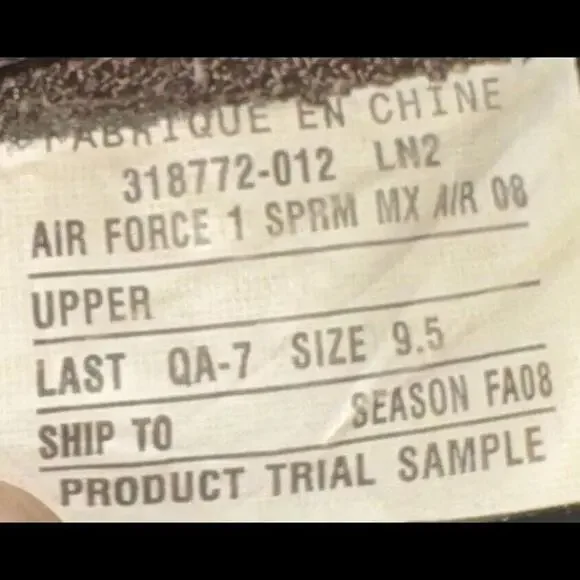 FABRIQUE EN CHINE
318772-012 LN2
AIR FORCE 1 SPRM MX AIR 08
UPPER
LAST QA-7 SIZE 9.5
SHIP TO SEASON FA08
PRODUCT TRIAL SAMPLE